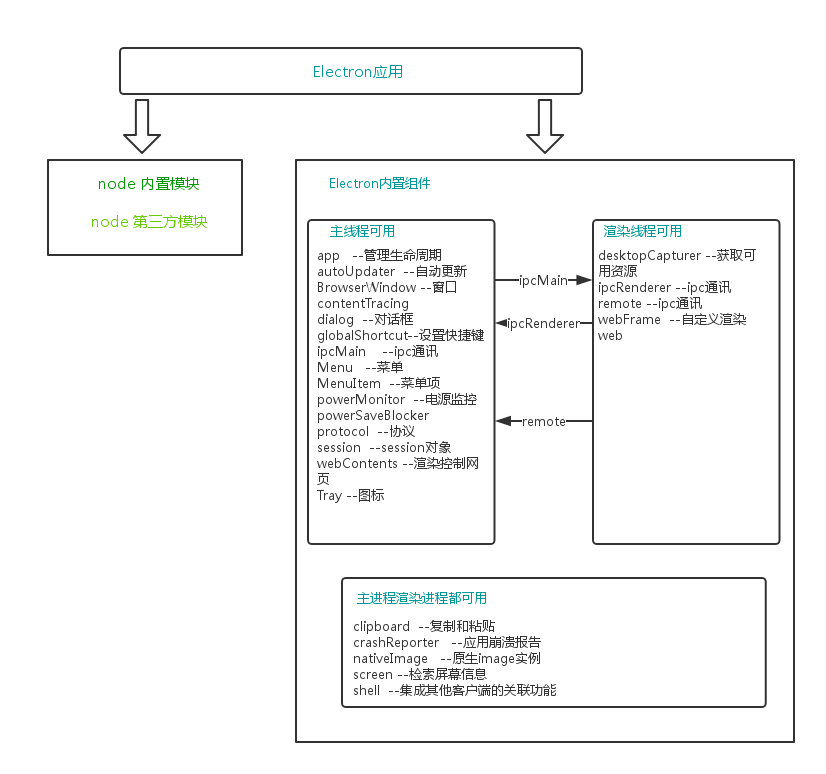 Electron应用
node 内置模块
node 第三方模块
Electron内置组件
主线程可用
app --管理生命周期
autoUpdater --自动更新
BrowserWindow --窗口
contentTracing
dialog --对话框
globalShortcut--设置快捷键
ipcMain --ipc通讯
Menu --菜单
MenuItem --菜单项
powerMonitor --电源监控
powerSaveBlocker
protocol --协议
session --session对象
webContents --渲染控制网
页
Tray --图标
ipcMain
ipcRenderer
remote
渲染线程可用
desktopCapturer --获取可
用资源
ipcRenderer --ipc通讯
remote --ipc通讯
webFrame --自定义渲染
web
主进程渲染进程都可用
clipboard --复制和粘贴
crashReporter --应用崩溃报告
nativeImage --原生image实例
screen --检索屏幕信息
shell --集成其他客户端的关联功能